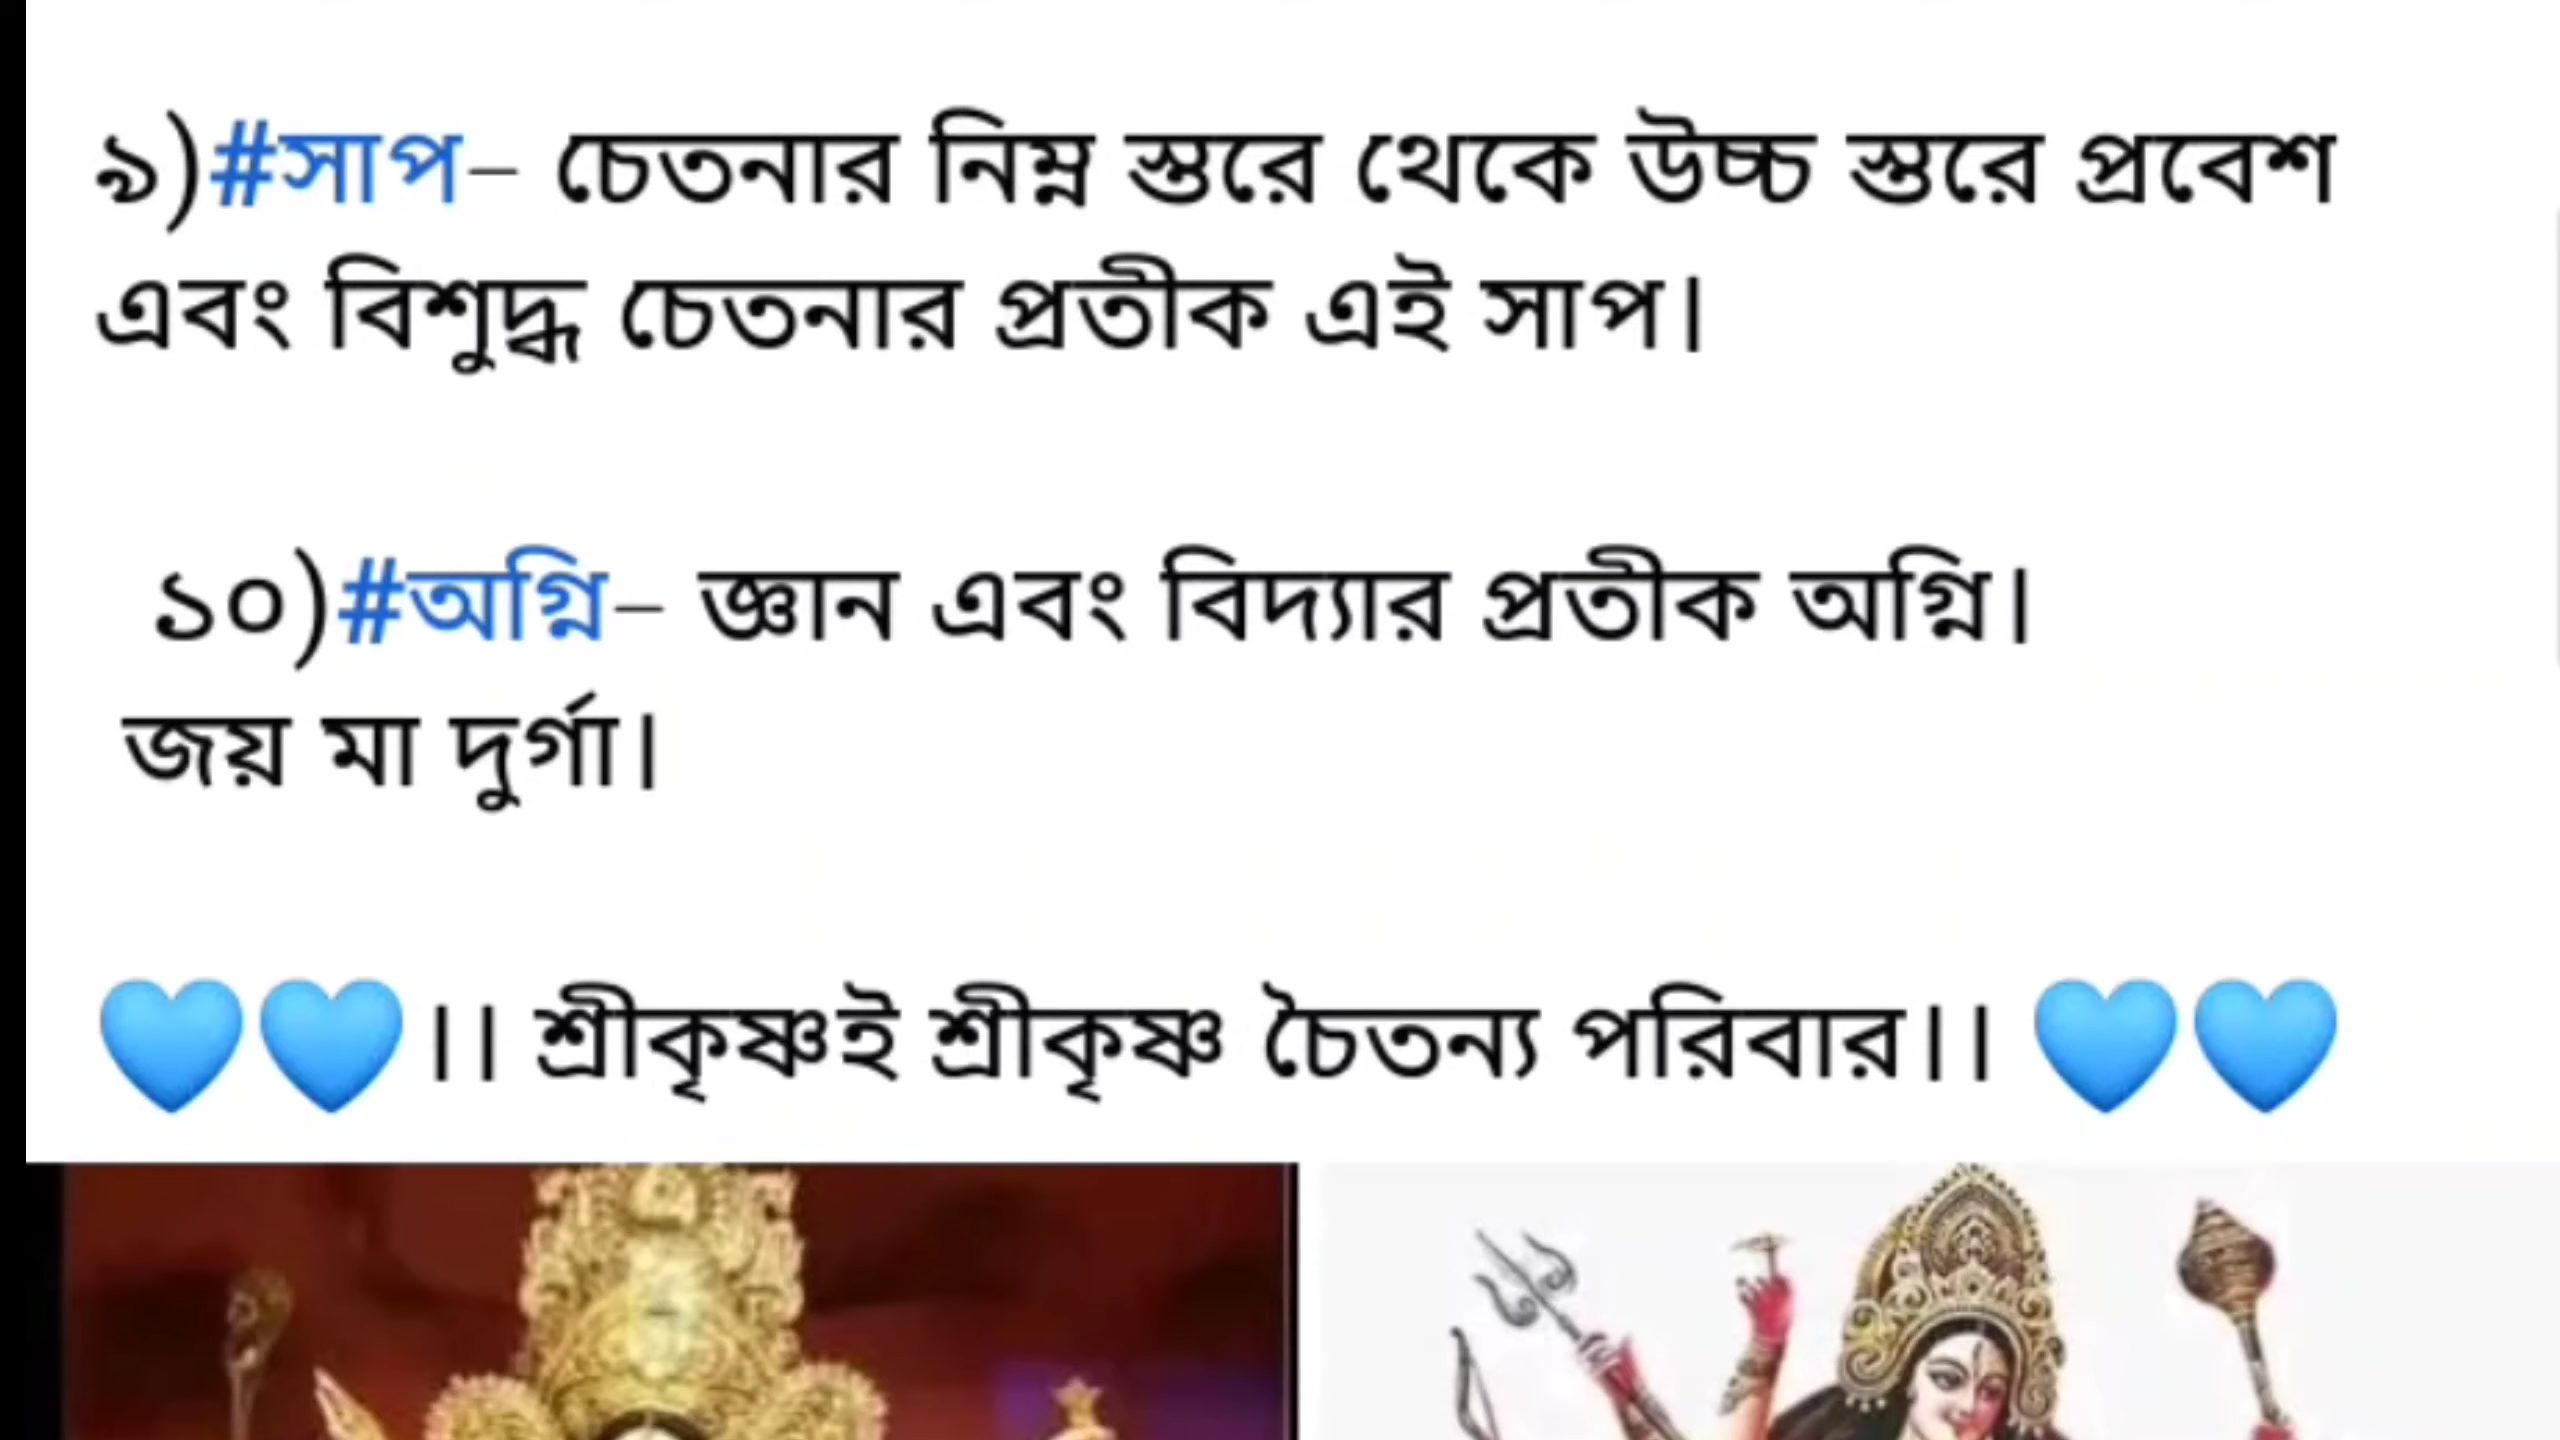 ৯)#সাপ– চেতনার নিম্ন স্তরে থেকে উচ্চ স্তরে প্রবেশ
এবং বিশুদ্ধ চেতনার প্রতীক এই সাপ।
১০)#অগ্নি– জ্ঞান এবং বিদ্যার প্রতীক অগ্নি।
জয় মা দুর্গা।
💙💙।। শ্রীকৃষ্ণই শ্রীকৃষ্ণ চৈতন্য পরিবার।। 💙💙